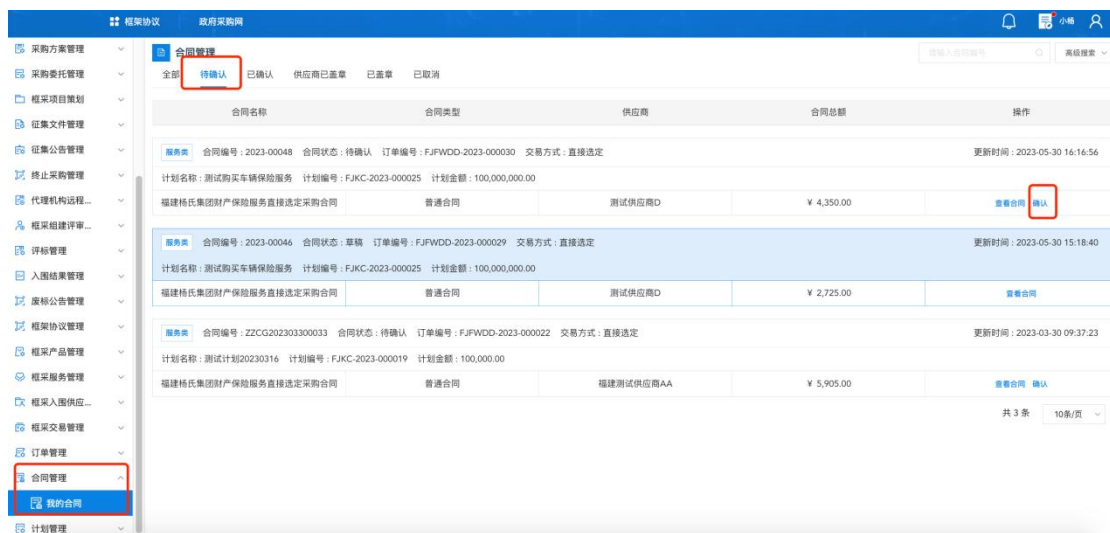 框架协议 政府采购网 小杨
采购方案管理
采购委托管理
框采项目策划
征集文件管理
征集公告管理
终止采购管理
代理机构远程...
框采组建评审...
评标管理
入围结果管理
废标公告管理
框架协议管理
框采产品管理
框采服务管理
框采入围供应...
框采交易管理
订单管理
合同管理
我的合同
计划管理
合同管理 请输入合同编号 高级搜索
全部 待确认 已确认 供应商已盖章 已盖章 已取消
合同名称 合同类型 供应商 合同总额 操作
服务类 合同编号：2023-00048 合同状态：待确认 订单编号：FJFWDD-2023-000030 交易方式：直接选定 更新时间：2023-05-30 16:16:56
计划名称：测试购买车辆保险服务 计划编号：FJKC-2023-000025 计划金额：100,000,000.00
福建杨氏集团财产保险服务直接选定采购合同 普通合同 测试供应商D ¥ 4,350.00 查看合同 确认
服务类 合同编号：2023-00046 合同状态：草稿 订单编号：FJFWDD-2023-000029 交易方式：直接选定 更新时间：2023-05-30 15:18:40
计划名称：测试购买车辆保险服务 计划编号：FJKC-2023-000025 计划金额：100,000,000.00
福建杨氏集团财产保险服务直接选定采购合同 普通合同 测试供应商D ¥ 2,725.00 查看合同
服务类 合同编号：ZZCG202303300033 合同状态：待确认 订单编号：FJFWDD-2023-000022 交易方式：直接选定 更新时间：2023-03-30 09:37:23
计划名称：测试计划20230316 计划编号：FJKC-2023-000019 计划金额：100,000.00
福建杨氏集团财产保险服务直接选定采购合同 普通合同 福建测试供应商AA ¥ 5,905.00 查看合同 确认
共 3 条 10条/页